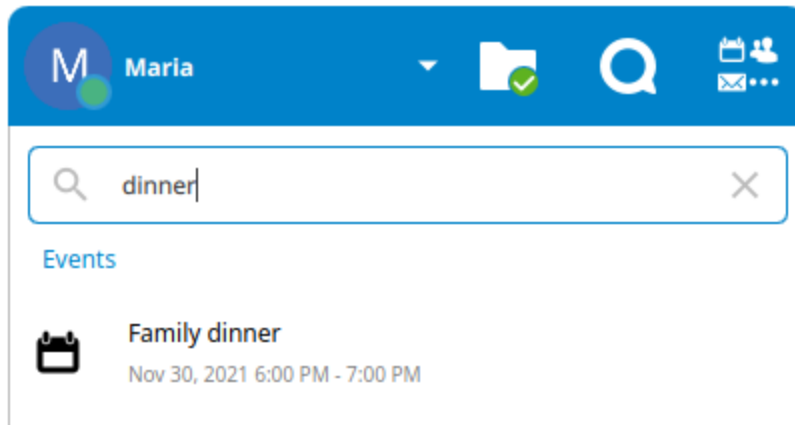 M
Maria
dinner
Events
Family dinner
Nov 30, 2021 6:00 PM - 7:00 PM